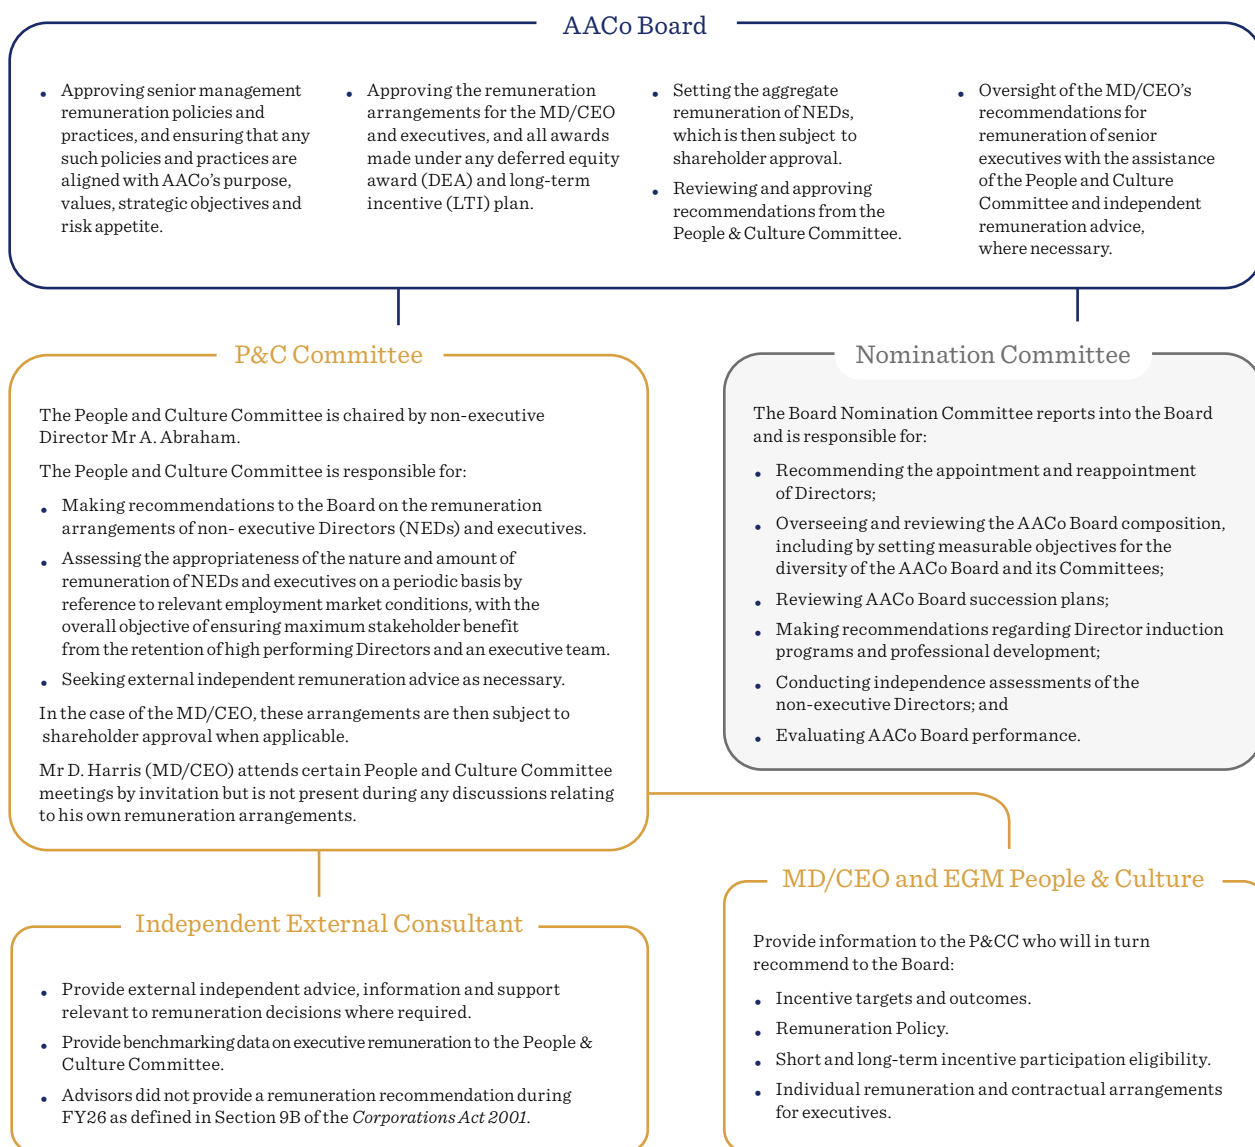 AACo Board
• Approving senior management
remuneration policies and
practices, and ensuring that any
such policies and practices are
aligned with AACo’s purpose,
values, strategic objectives and
risk appetite.
• Approving the remuneration
arrangements for the MD/CEO
and executives, and all awards
made under any deferred equity
award (DEA) and long-term
incentive (LTI) plan.
• Setting the aggregate
remuneration of NEDs,
which is then subject to
shareholder approval.
• Reviewing and approving
recommendations from the
People & Culture Committee.
• Oversight of the MD/CEO’s
recommendations for
remuneration of senior
executives with the assistance
of the People and Culture
Committee and independent
remuneration advice,
where necessary.
P&C Committee
The People and Culture Committee is chaired by non-executive
Director Mr A. Abraham.
The People and Culture Committee is responsible for:
• Making recommendations to the Board on the remuneration
arrangements of non- executive Directors (NEDs) and executives.
• Assessing the appropriateness of the nature and amount of
remuneration of NEDs and executives on a periodic basis by
reference to relevant employment market conditions, with the
overall objective of ensuring maximum stakeholder benefit
from the retention of high performing Directors and an executive team.
• Seeking external independent remuneration advice as necessary.
In the case of the MD/CEO, these arrangements are then subject to
shareholder approval when applicable.
Mr D. Harris (MD/CEO) attends certain People and Culture Committee
meetings by invitation but is not present during any discussions relating
to his own remuneration arrangements.
Nomination Committee
The Board Nomination Committee reports into the Board
and is responsible for:
• Recommending the appointment and reappointment
of Directors;
• Overseeing and reviewing the AACo Board composition,
including by setting measurable objectives for the
diversity of the AACo Board and its Committees;
• Reviewing AACo Board succession plans;
• Making recommendations regarding Director induction
programs and professional development;
• Conducting independence assessments of the
non-executive Directors; and
• Evaluating AACo Board performance.
Independent External Consultant
• Provide external independent advice, information and support
relevant to remuneration decisions where required.
• Provide benchmarking data on executive remuneration to the People &
Culture Committee.
• Advisors did not provide a remuneration recommendation during
FY26 as defined in Section 9B of the Corporations Act 2001.
MD/CEO and EGM People & Culture
Provide information to the P&CC who will in turn
recommend to the Board:
• Incentive targets and outcomes.
• Remuneration Policy.
• Short and long-term incentive participation eligibility.
• Individual remuneration and contractual arrangements
for executives.